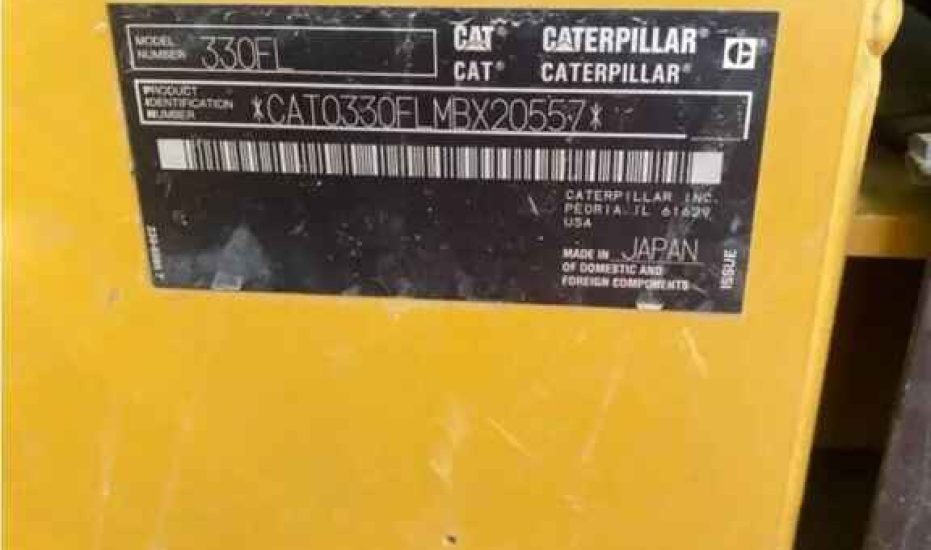 MODEL NUMBER 330FL
CAT® CATERPILLAR®
CAT® CATERPILLAR®
PRODUCT IDENTIFICATION NUMBER *CAT0330FLMBX20557*
CATERPILLAR INC.
PEORIA IL 61629
USA
MADE IN JAPAN
OF DOMESTIC AND
FOREIGN COMPONENTS
ISSUE